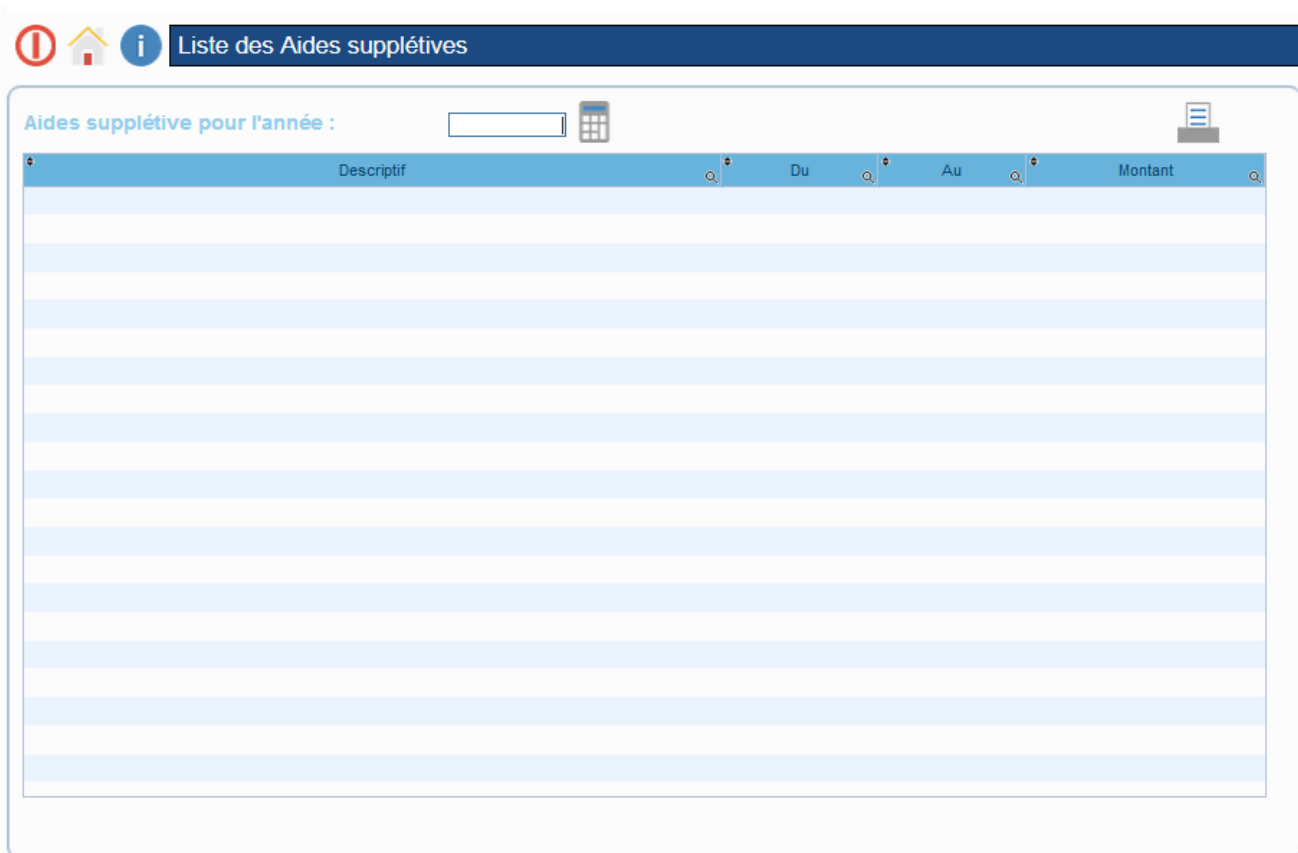 Liste des Aides supplétives
Aides supplétive pour l'année :
Descriptif Du Au Montant